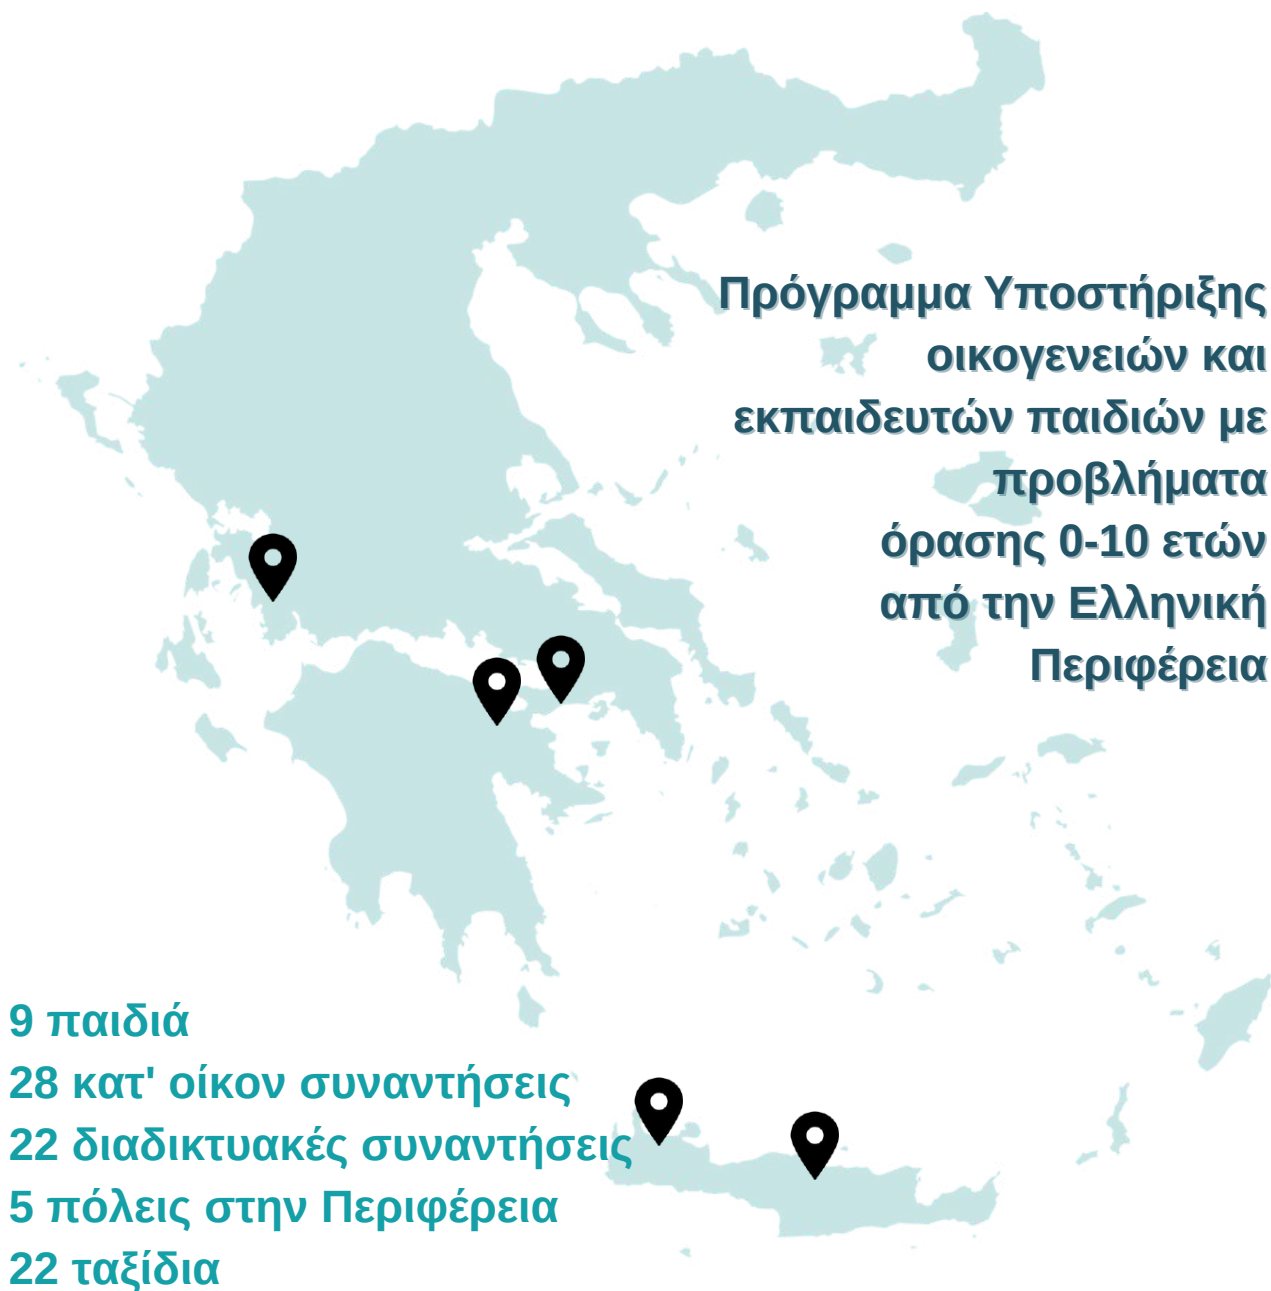 Πρόγραμμα Υποστήριξης
οικογενειών και
εκπαιδευτών παιδιών με
προβλήματα
όρασης 0-10 ετών
από την Ελληνική
Περιφέρεια
9 παιδιά
28 κατ' οίκον συναντήσεις
22 διαδικτυακές συναντήσεις
5 πόλεις στην Περιφέρεια
22 ταξίδια